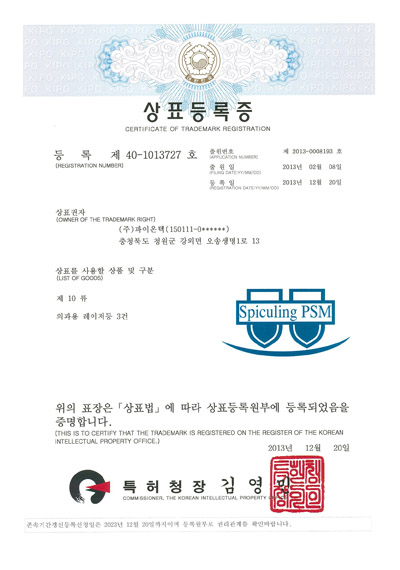 상표등록증
CERTIFICATE OF TRADEMARK REGISTRATION
등 록 제 40-1013727 호
(REGISTRATION NUMBER)
출원번호 제 2013-0008193 호
(APPLICATION NUMBER)
출 원 일 2013년 02월 08일
(FILING DATE:YY/MM/DD)
등 록 일 2013년 12월 20일
(REGISTRATION DATE:YY/MM/DD)
상표권자
(OWNER OF THE TRADEMARK RIGHT)
(주)파이온텍(150111-0******)
충청북도 청원군 강외면 오송생명1로 13
상표를 사용할 상품 및 구분
(LIST OF GOODS)
제 10 류
의과용 레이저등 3건
Spiculing PSM
위의 표장은「상표법」에 따라 상표등록원부에 등록되었음을
증명합니다.
(THIS IS TO CERTIFY THAT THE TRADEMARK IS REGISTERED ON THE REGISTER OF THE KOREAN
INTELLECTUAL PROPERTY OFFICE.)
2013년 12월 20일
특허청장 김영
COMMISSIONER, THE KOREAN INTELLECTUAL PROPERTY
존속기간갱신등록신청일은 2023년 12월 20일까지이며 등록원부로 권리관계를 확인바랍니다.